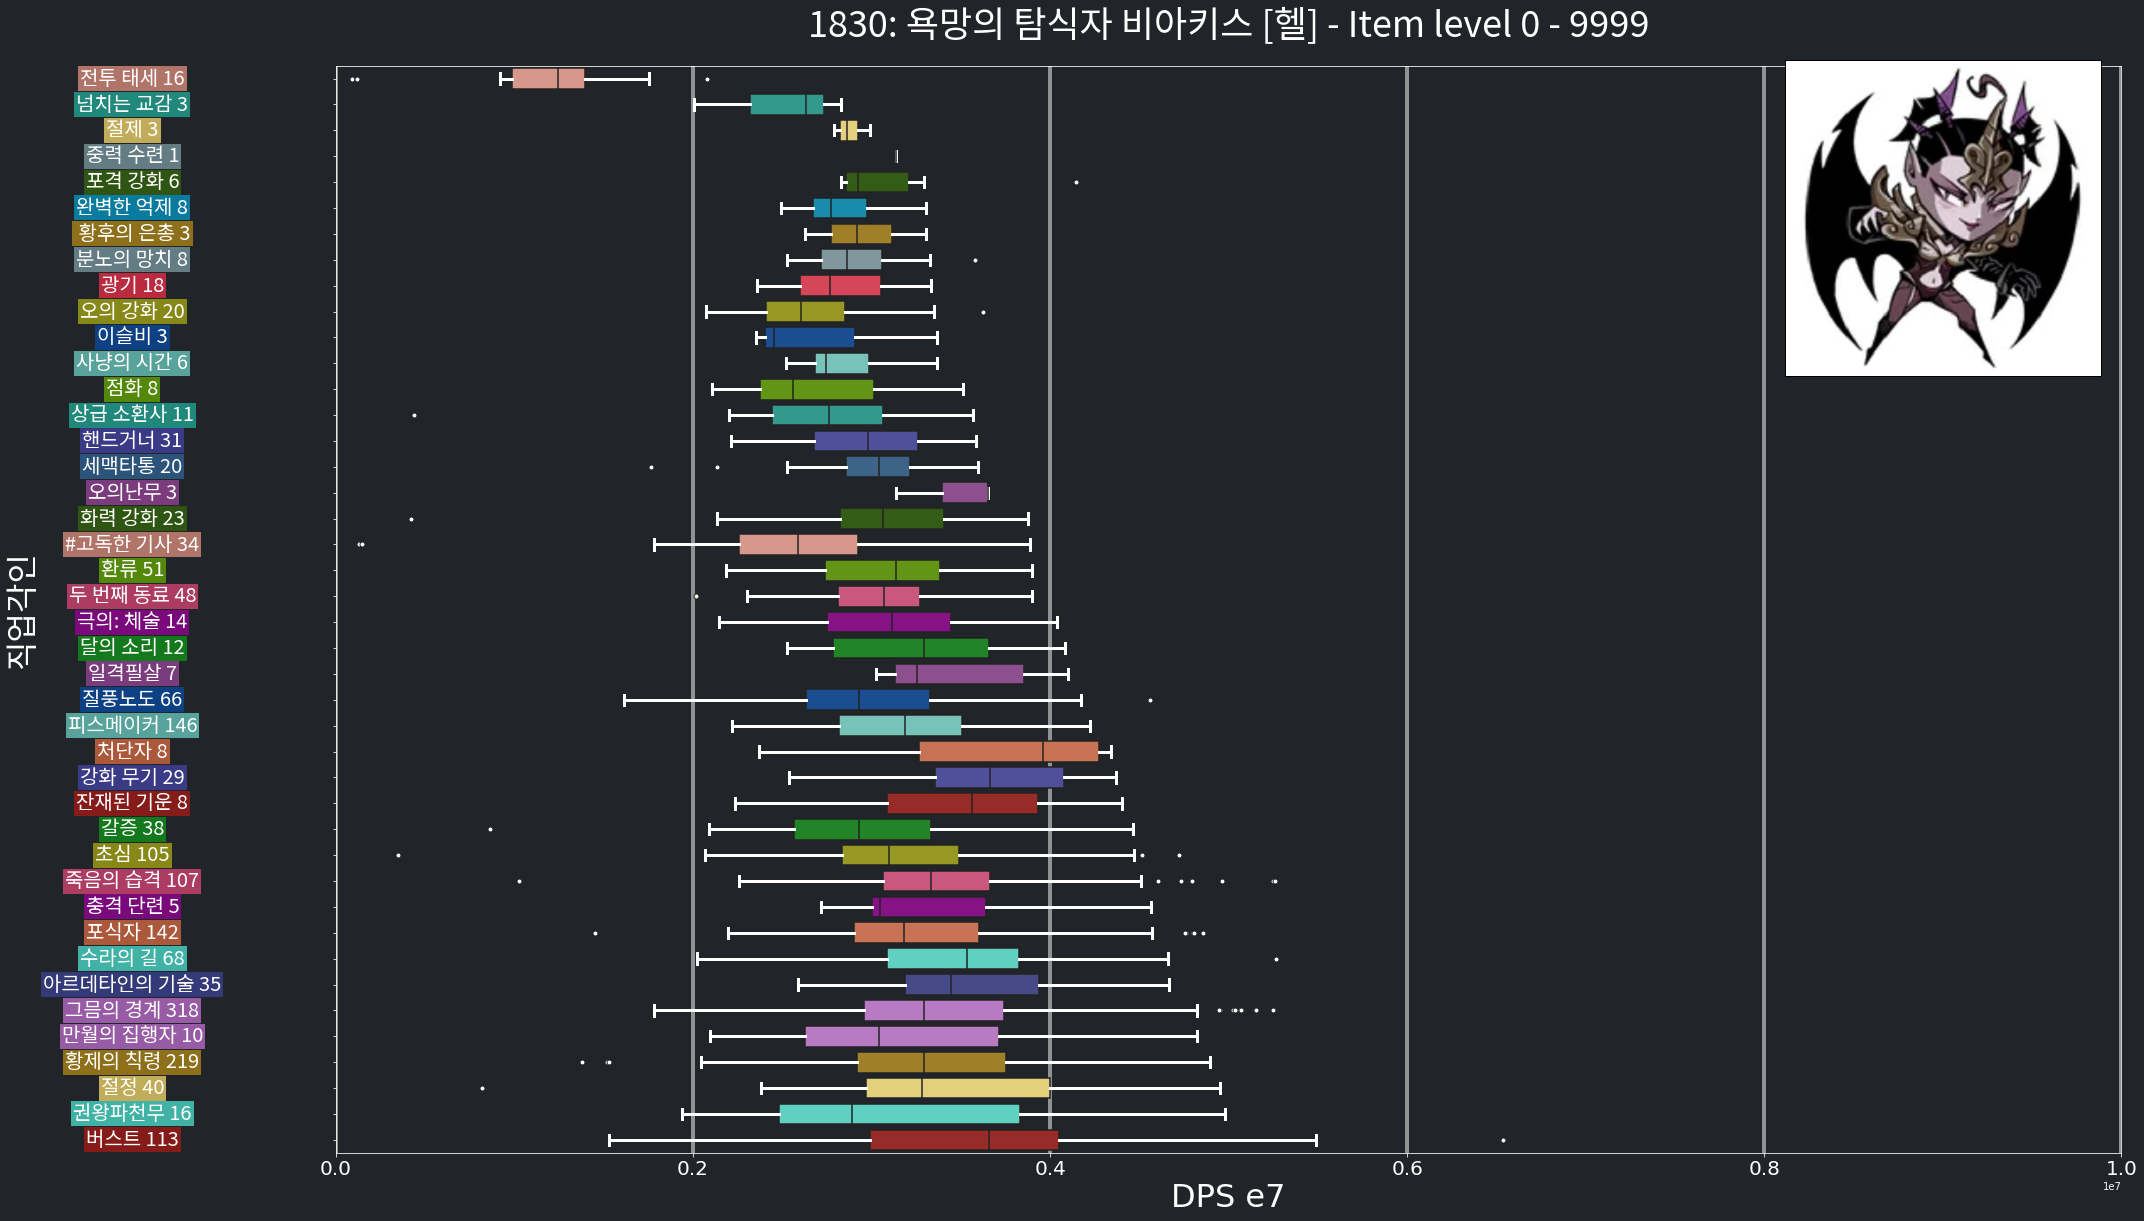 1830: 욕망의 탐식자 비아키스 [헬] - Item level 0 - 9999
전투 태세 16
넘치는 교감 3
절제 3
중력 수련 1
포격 강화 6
완벽한 억제 8
황후의 은총 3
분노의 망치 8
광기 18
오의 강화 20
이슬비 3
사냥의 시간 6
점화 8
상급 소환사 11
핸드거너 31
세맥타통 20
오의난무 3
화력 강화 23
#고독한 기사 34
환류 51
두 번째 동료 48
극의: 체술 14
달의 소리 12
일격필살 7
질풍노도 66
피스메이커 146
처단자 8
강화 무기 29
잔재된 기운 8
갈증 38
초심 105
죽음의 습격 107
충격 단련 5
포식자 142
수라의 길 68
아르데타인의 기술 35
그믐의 경계 318
만월의 집행자 10
황제의 칙령 219
절정 40
권왕파천무 16
버스트 113
직업각인
0.0 0.2 0.4 0.6 0.8 1.0
1e7
DPS e7